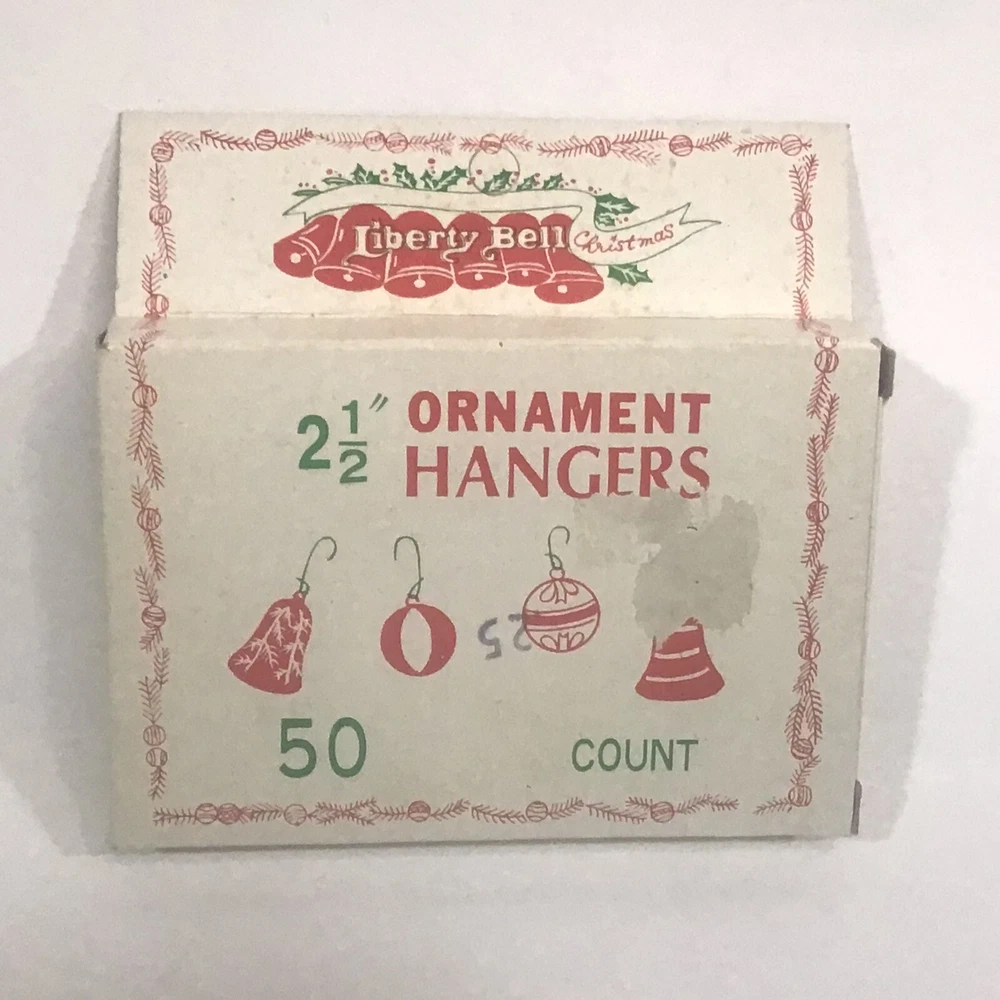 Liberty Bell Christmas
2 1/2" ORNAMENT
HANGERS
25
50 COUNT